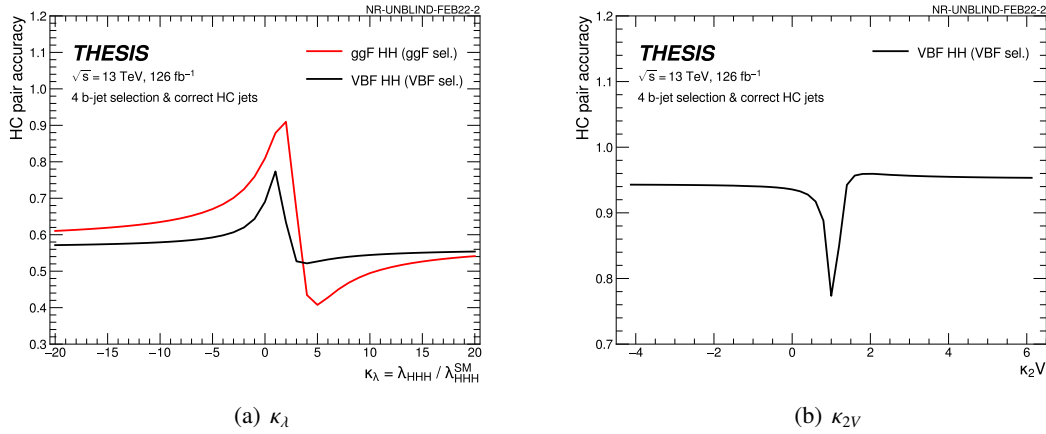 NR-UNBLIND-FEB22-2
HC pair accuracy
1.2
1.1
1.0
0.9
0.8
0.7
0.6
0.5
0.4
0.3
THESIS
√s = 13 TeV, 126 fb⁻¹
4 b-jet selection & correct HC jets
ggF HH (ggF sel.)
VBF HH (VBF sel.)
−20 −15 −10 −5 0 5 10 15 20
κλ = λHHH / λ^SM_HHH
(a) κλ
NR-UNBLIND-FEB22-2
HC pair accuracy
1.2
1.1
1.0
0.9
0.8
0.7
THESIS
√s = 13 TeV, 126 fb⁻¹
4 b-jet selection & correct HC jets
VBF HH (VBF sel.)
−4 −2 0 2 4 6
κ₂V
(b) κ2V